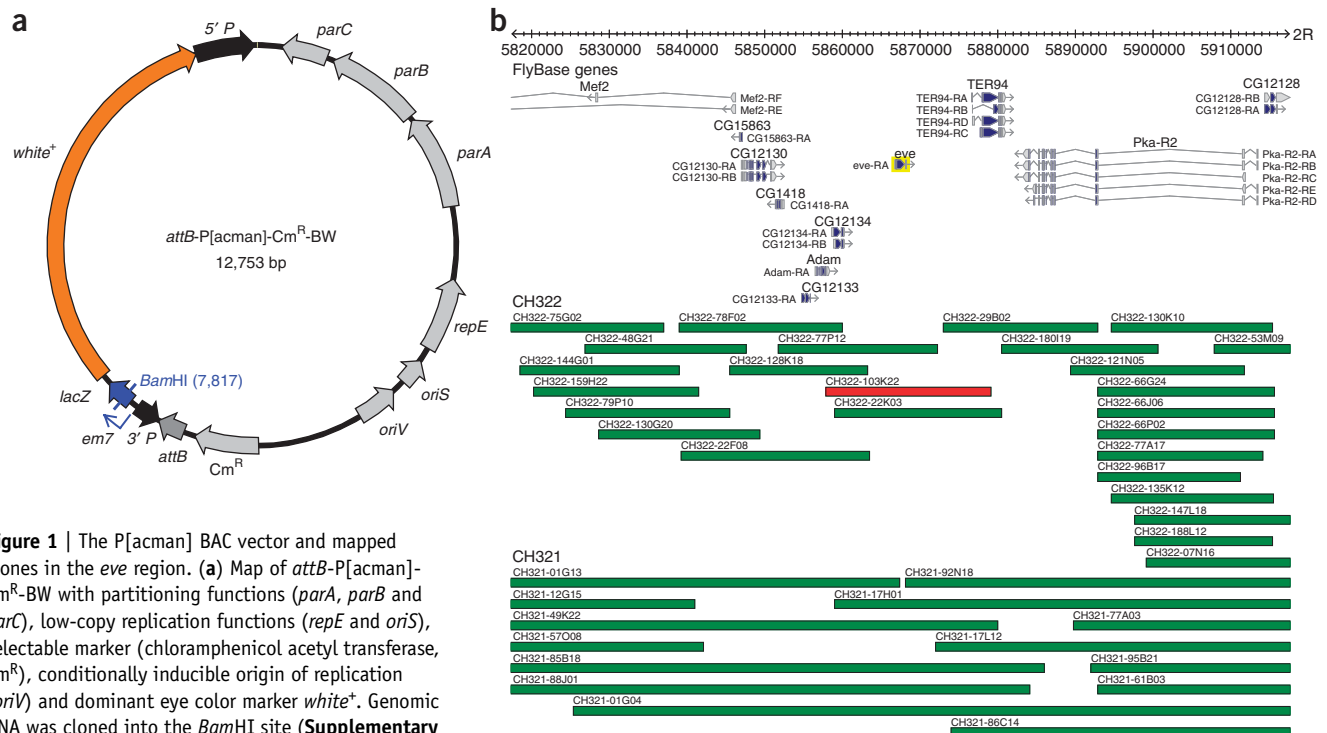 a
5′ P
parC
parB
parA
repE
oriS
oriV
Cm^R
attB
3′ P
em7
lacZ
BamHI (7,817)
white⁺
attB-P[acman]-Cm^R-BW
12,753 bp
b
2R
5820000 5830000 5840000 5850000 5860000 5870000 5880000 5890000 5900000 5910000
FlyBase genes
Mef2
Mef2-RF
Mef2-RE
CG15863
CG15863-RA
CG12130
CG12130-RA
CG12130-RB
CG1418
CG1418-RA
CG12134
CG12134-RA
CG12134-RB
Adam
Adam-RA
CG12133
CG12133-RA
eve
eve-RA
TER94
TER94-RA
TER94-RB
TER94-RD
TER94-RC
Pka-R2
Pka-R2-RA
Pka-R2-RB
Pka-R2-RC
Pka-R2-RE
Pka-R2-RD
CG12128
CG12128-RB
CG12128-RA
CH322
CH322-75G02 CH322-78F02 CH322-29B02 CH322-130K10
CH322-48G21 CH322-77P12 CH322-180I19 CH322-53M09
CH322-144G01 CH322-128K18 CH322-121N05
CH322-159H22 CH322-103K22 CH322-66G24
CH322-79P10 CH322-22K03 CH322-66J06
CH322-130G20 CH322-66P02
CH322-22F08 CH322-77A17
CH322-96B17
CH322-135K12
CH322-147L18
CH322-188L12
CH322-07N16
CH321
CH321-01G13 CH321-92N18
CH321-12G15 CH321-17H01
CH321-49K22 CH321-77A03
CH321-57O08 CH321-17L12
CH321-85B18 CH321-95B21
CH321-88J01 CH321-61B03
CH321-01G04
CH321-86C14
igure 1 | The P[acman] BAC vector and mapped
ones in the eve region. (a) Map of attB-P[acman]-
m^R-BW with partitioning functions (parA, parB and
arC), low-copy replication functions (repE and oriS),
electable marker (chloramphenicol acetyl transferase,
m^R), conditionally inducible origin of replication
oriV) and dominant eye color marker white⁺. Genomic
NA was cloned into the BamHI site (Supplementary